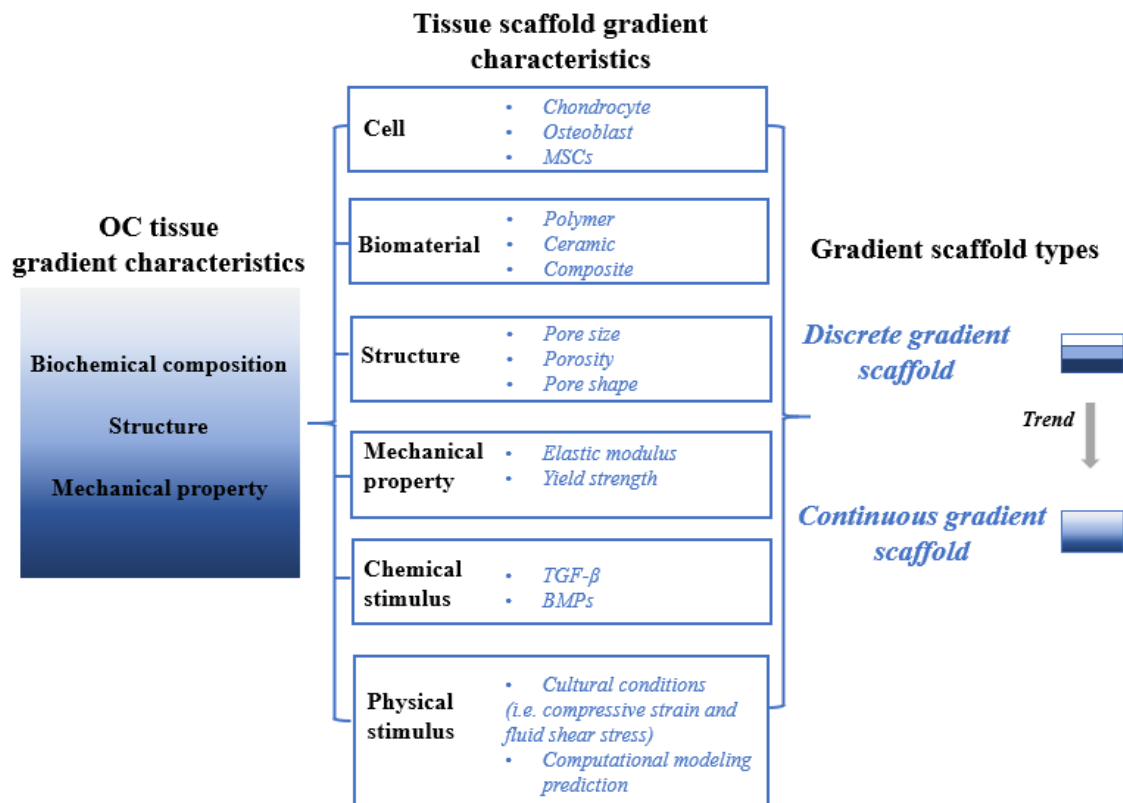 Tissue scaffold gradient
characteristics
OC tissue
gradient characteristics
Biochemical composition
Structure
Mechanical property
Cell
• Chondrocyte
• Osteoblast
• MSCs
Biomaterial
• Polymer
• Ceramic
• Composite
Structure
• Pore size
• Porosity
• Pore shape
Mechanical
property
• Elastic modulus
• Yield strength
Chemical
stimulus
• TGF-β
• BMPs
Physical
stimulus
• Cultural conditions
(i.e. compressive strain and
fluid shear stress)
• Computational modeling
prediction
Gradient scaffold types
Discrete gradient
scaffold
Trend
Continuous gradient
scaffold